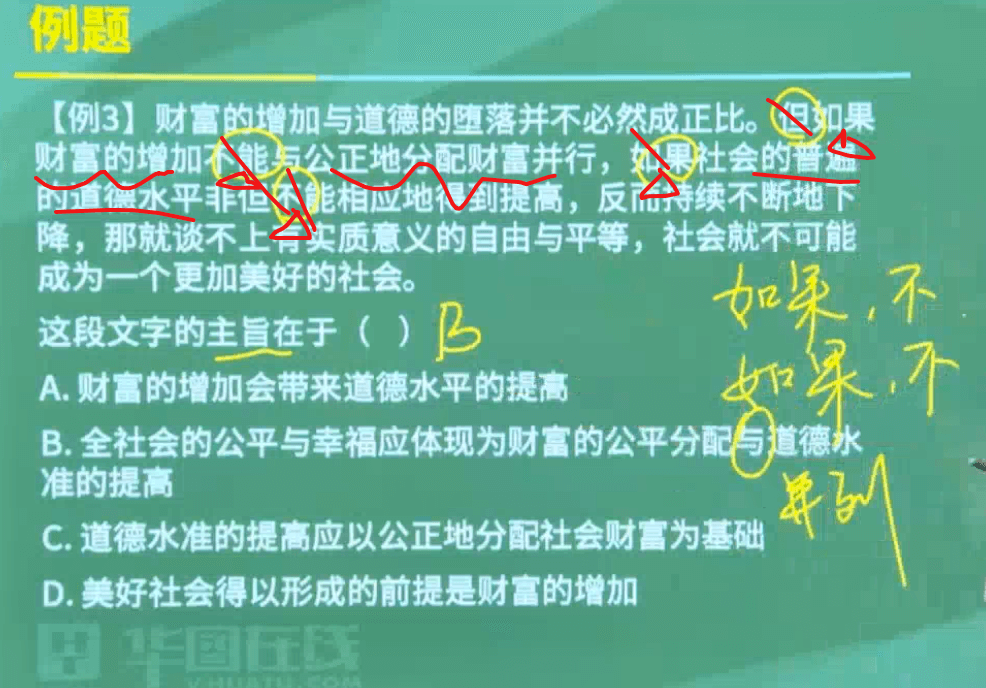 例题
【例3】财富的增加与道德的堕落并不必然成正比。但如果
财富的增加不能与公正地分配财富并行，如果社会的普遍
的道德水平非但不能相应地得到提高，反而持续不断地下
降，那就谈不上有实质意义的自由与平等，社会就不可能
成为一个更加美好的社会。
这段文字的主旨在于（ ）B
A. 财富的增加会带来道德水平的提高
B. 全社会的公平与幸福应体现为财富的公平分配与道德水
准的提高
C. 道德水准的提高应以公正地分配社会财富为基础
D. 美好社会得以形成的前提是财富的增加
如果，不
如果，不
并列
华图在线
V.HUATU.COM